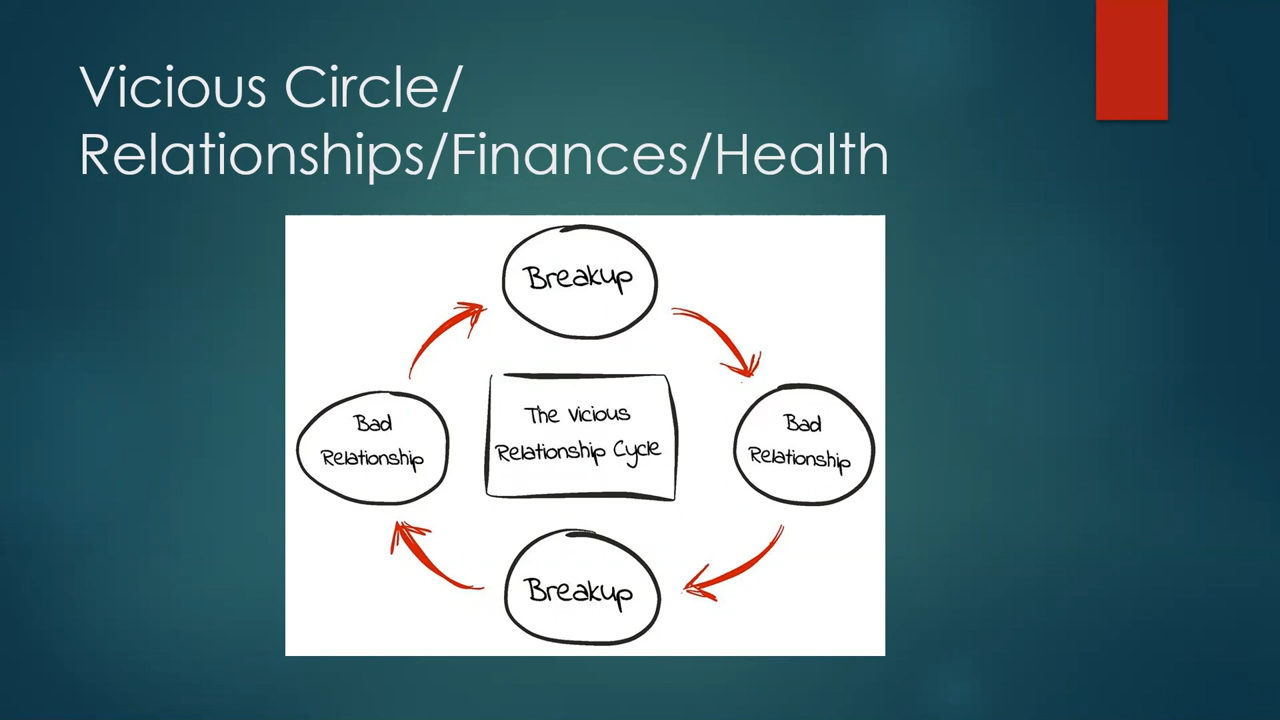 Vicious Circle/
Relationships/Finances/Health
Breakup
Bad
Relationship
The Vicious
Relationship Cycle
Bad
Relationship
Breakup